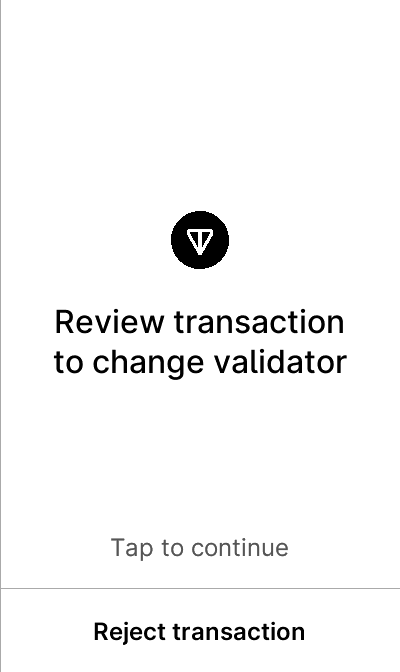 Review transaction
to change validator
Tap to continue
Reject transaction